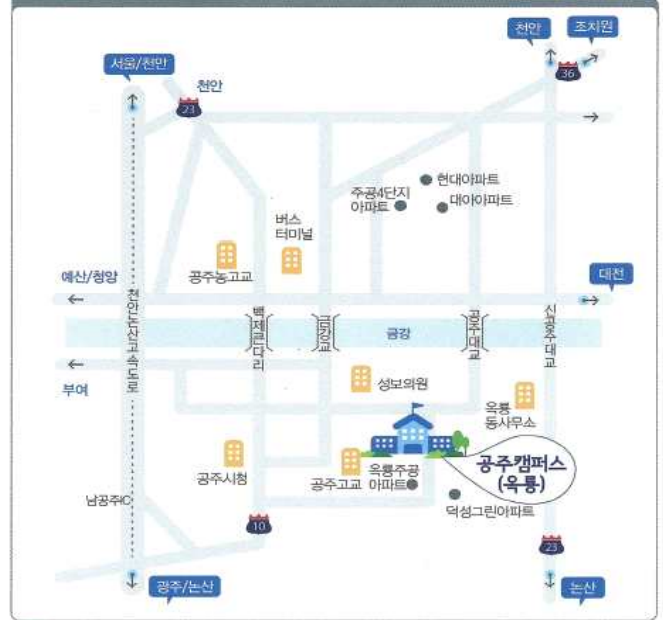 천안
조치원
서울/천안
36
천안
23
현대아파트
주공4단지
아파트
대아아파트
버스
터미널
공주농고교
예산/청양
대전
천안논산고속도로
백제큰다리
금강교
금강
공주대교
신공주대교
부여
성보의원
옥룡
동사무소
공주시청
공주고교
옥룡주공
아파트
공주캠퍼스
(옥룡)
남공주IC
덕성그린아파트
10
23
광주/논산
논산